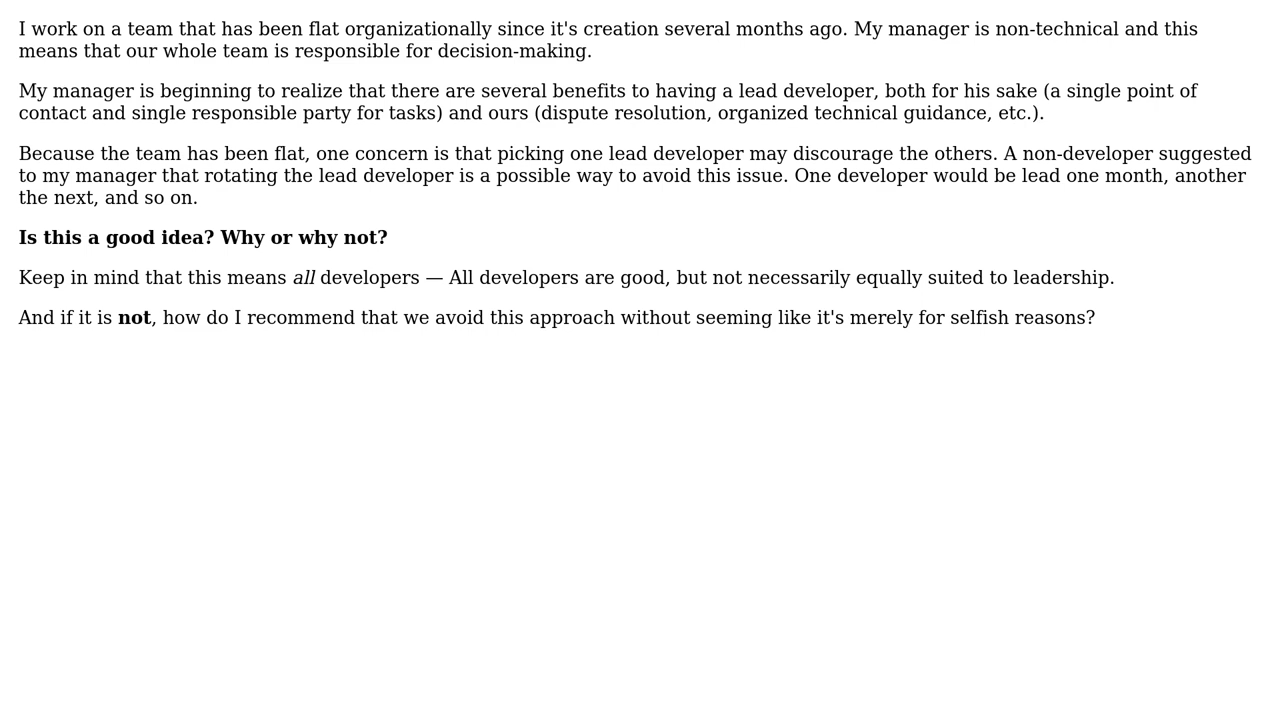 I work on a team that has been flat organizationally since it's creation several months ago. My manager is non-technical and this
means that our whole team is responsible for decision-making.
My manager is beginning to realize that there are several benefits to having a lead developer, both for his sake (a single point of
contact and single responsible party for tasks) and ours (dispute resolution, organized technical guidance, etc.).
Because the team has been flat, one concern is that picking one lead developer may discourage the others. A non-developer suggested
to my manager that rotating the lead developer is a possible way to avoid this issue. One developer would be lead one month, another
the next, and so on.
Is this a good idea? Why or why not?
Keep in mind that this means all developers — All developers are good, but not necessarily equally suited to leadership.
And if it is not, how do I recommend that we avoid this approach without seeming like it's merely for selfish reasons?